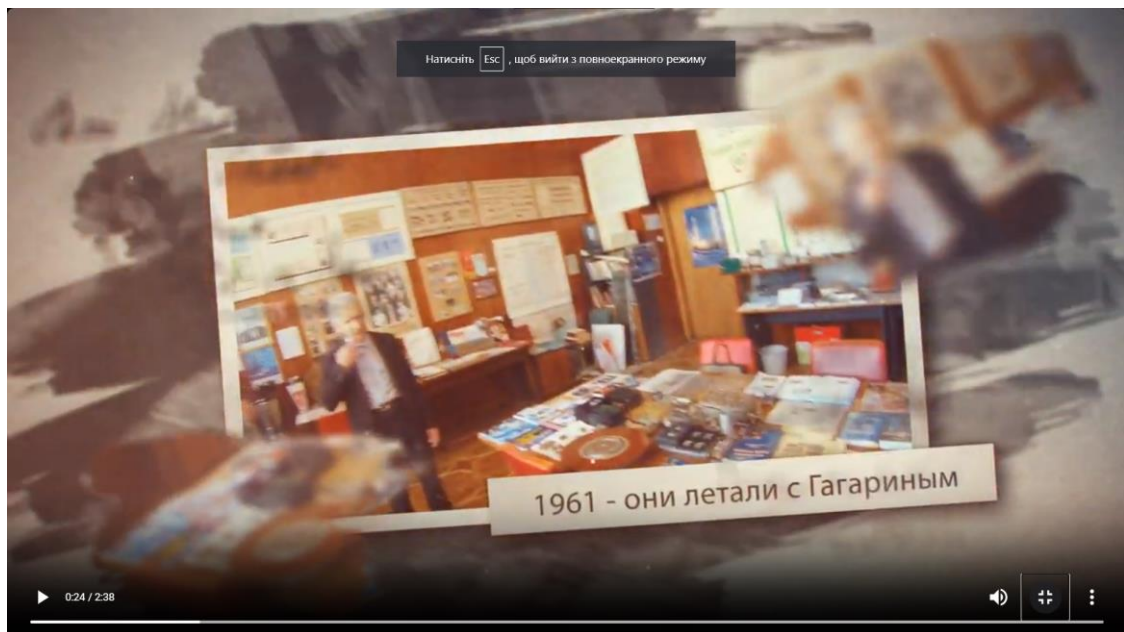 Натисніть Esc , щоб вийти з повноекранного режиму
1961 - они летали с Гагариным
0:24 / 2:38